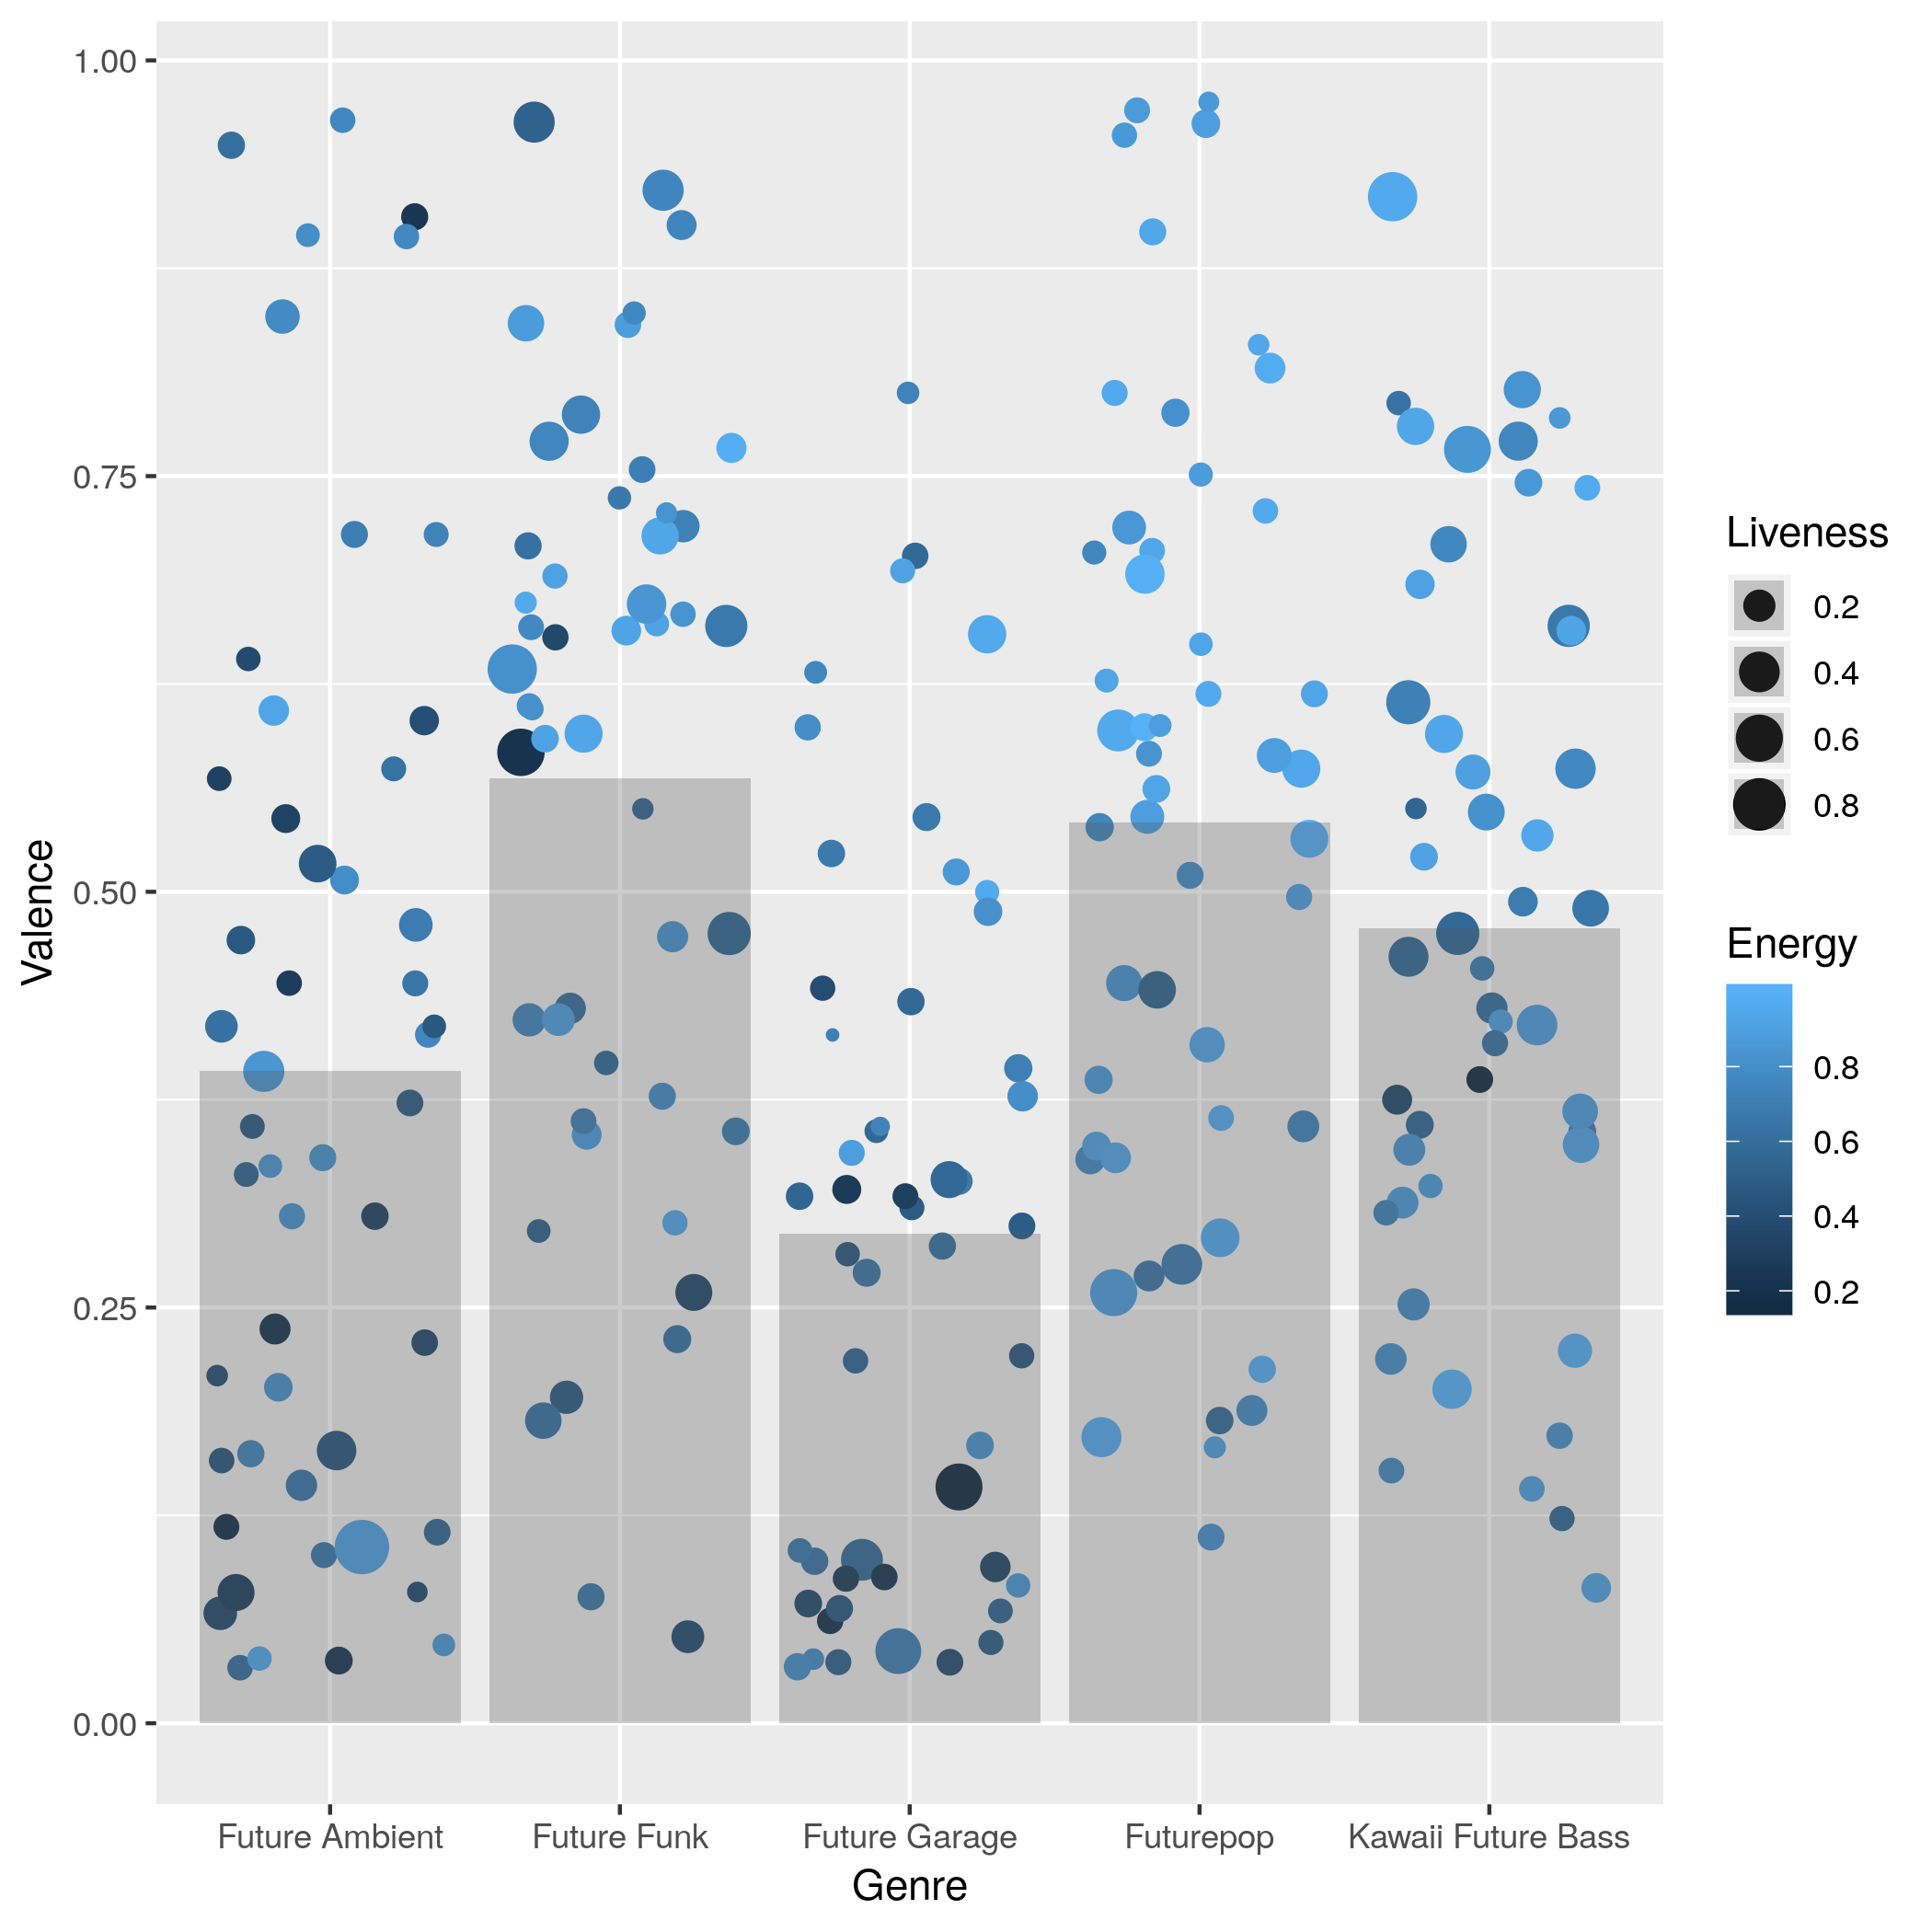 1.00
0.75
0.50
0.25
0.00
Valence
Future Ambient
Future Funk
Future Garage
Futurepop
Kawaii Future Bass
Genre
Liveness
0.2
0.4
0.6
0.8
Energy
0.8
0.6
0.4
0.2